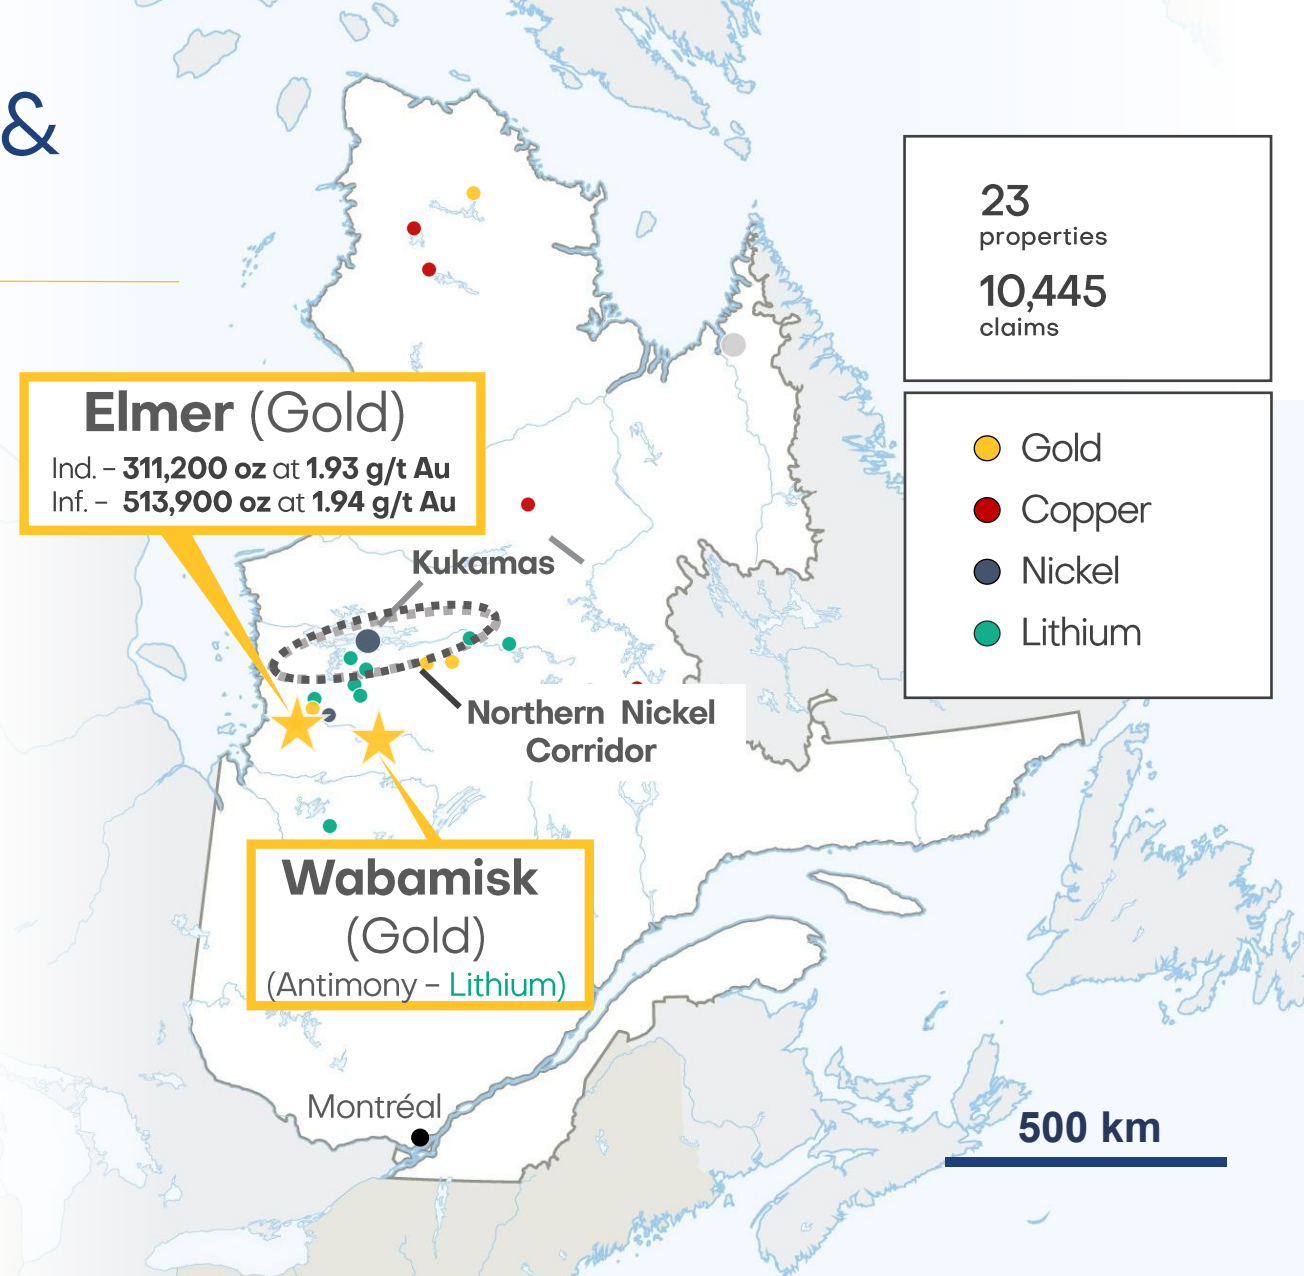 &
23
properties
10,445
claims
Elmer (Gold)
Ind. – 311,200 oz at 1.93 g/t Au
Inf. – 513,900 oz at 1.94 g/t Au
Gold
Copper
Nickel
Lithium
Kukamas
Northern Nickel
Corridor
Wabamisk
(Gold)
(Antimony – Lithium)
Montréal
500 km